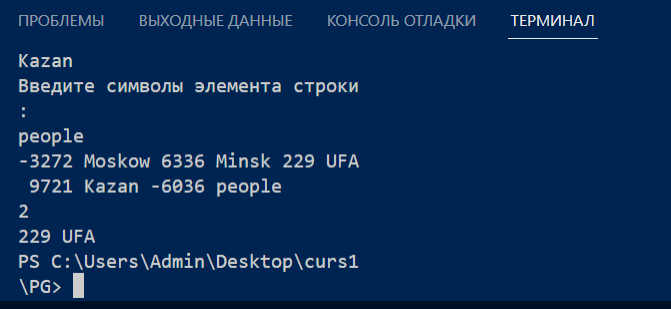 ПРОБЛЕМЫ ВЫХОДНЫЕ ДАННЫЕ КОНСОЛЬ ОТЛАДКИ ТЕРМИНАЛ
Kazan
Введите символы элемента строки
:
people
-3272 Moskow 6336 Minsk 229 UFA
 9721 Kazan -6036 people
2
229 UFA
PS C:\Users\Admin\Desktop\curs1
\PG>